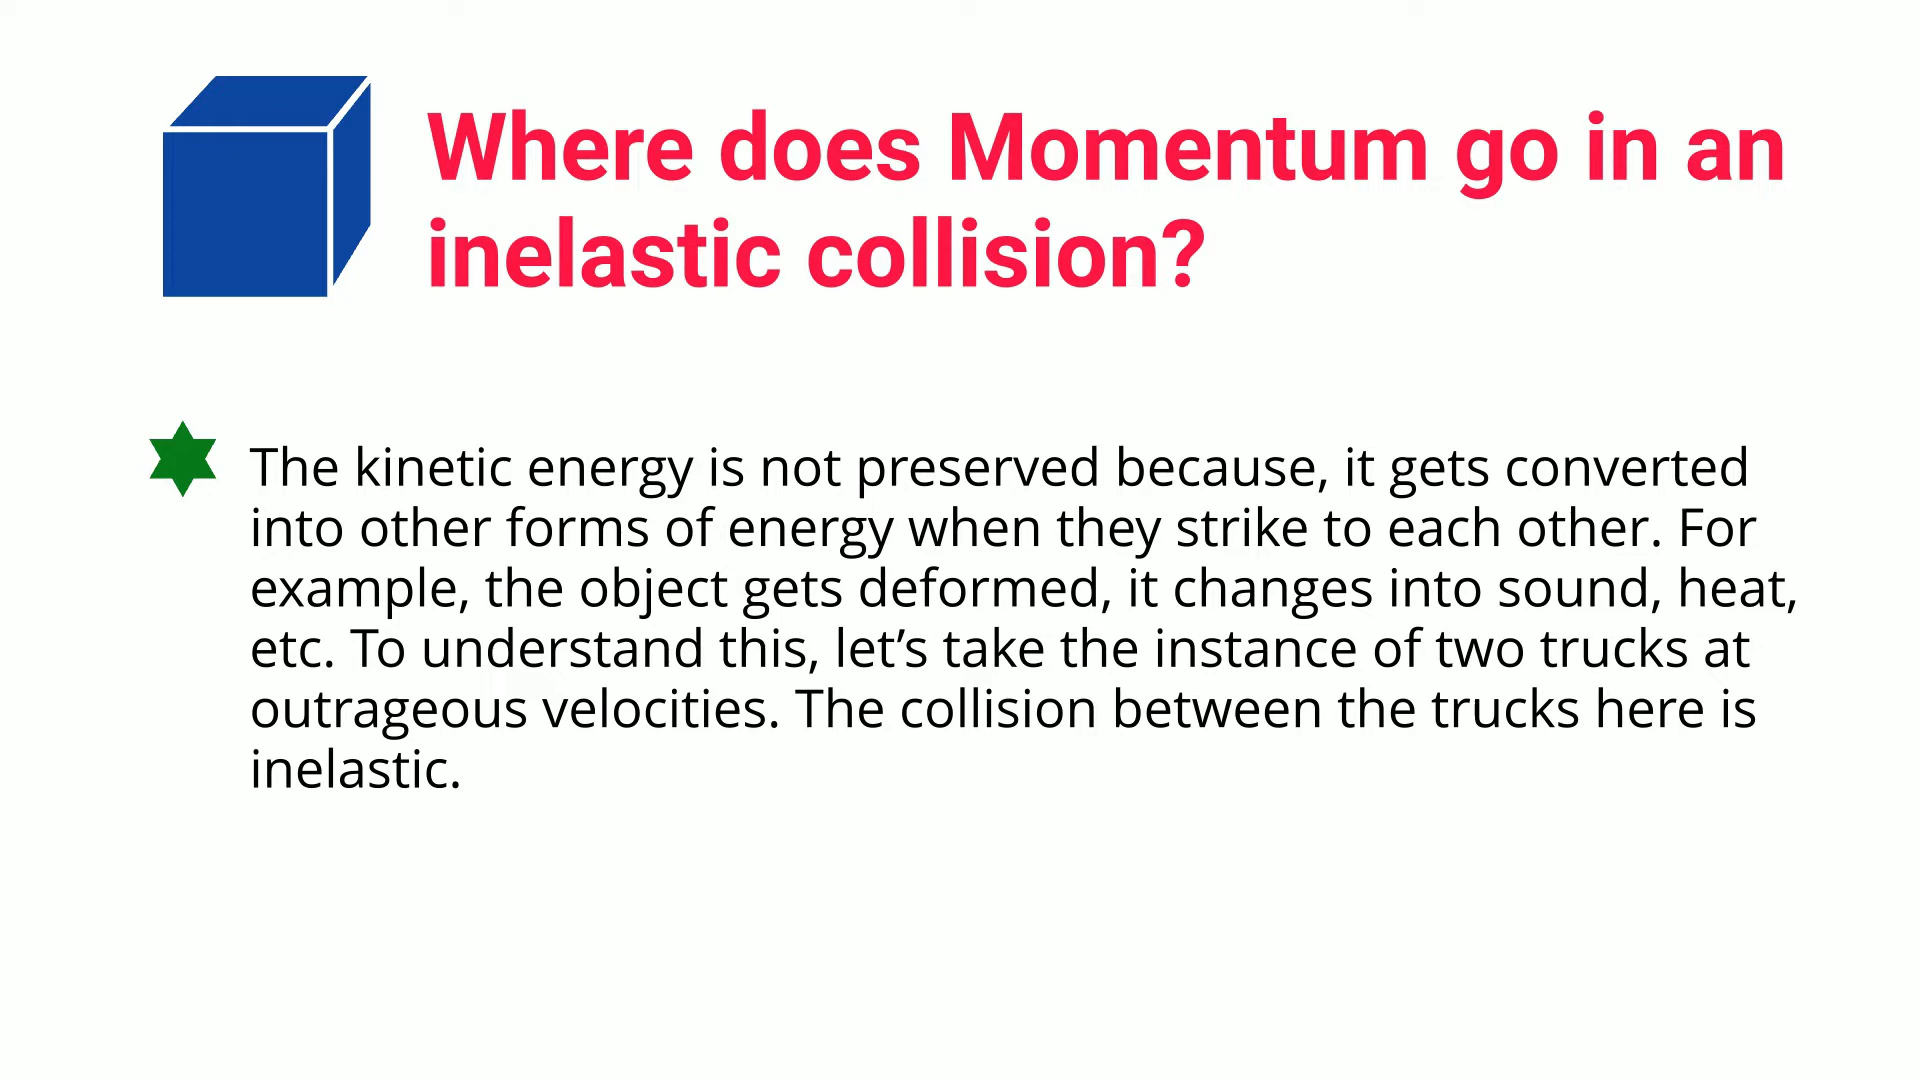 Where does Momentum go in an
inelastic collision?
The kinetic energy is not preserved because, it gets converted
into other forms of energy when they strike to each other. For
example, the object gets deformed, it changes into sound, heat,
etc. To understand this, let’s take the instance of two trucks at
outrageous velocities. The collision between the trucks here is
inelastic.